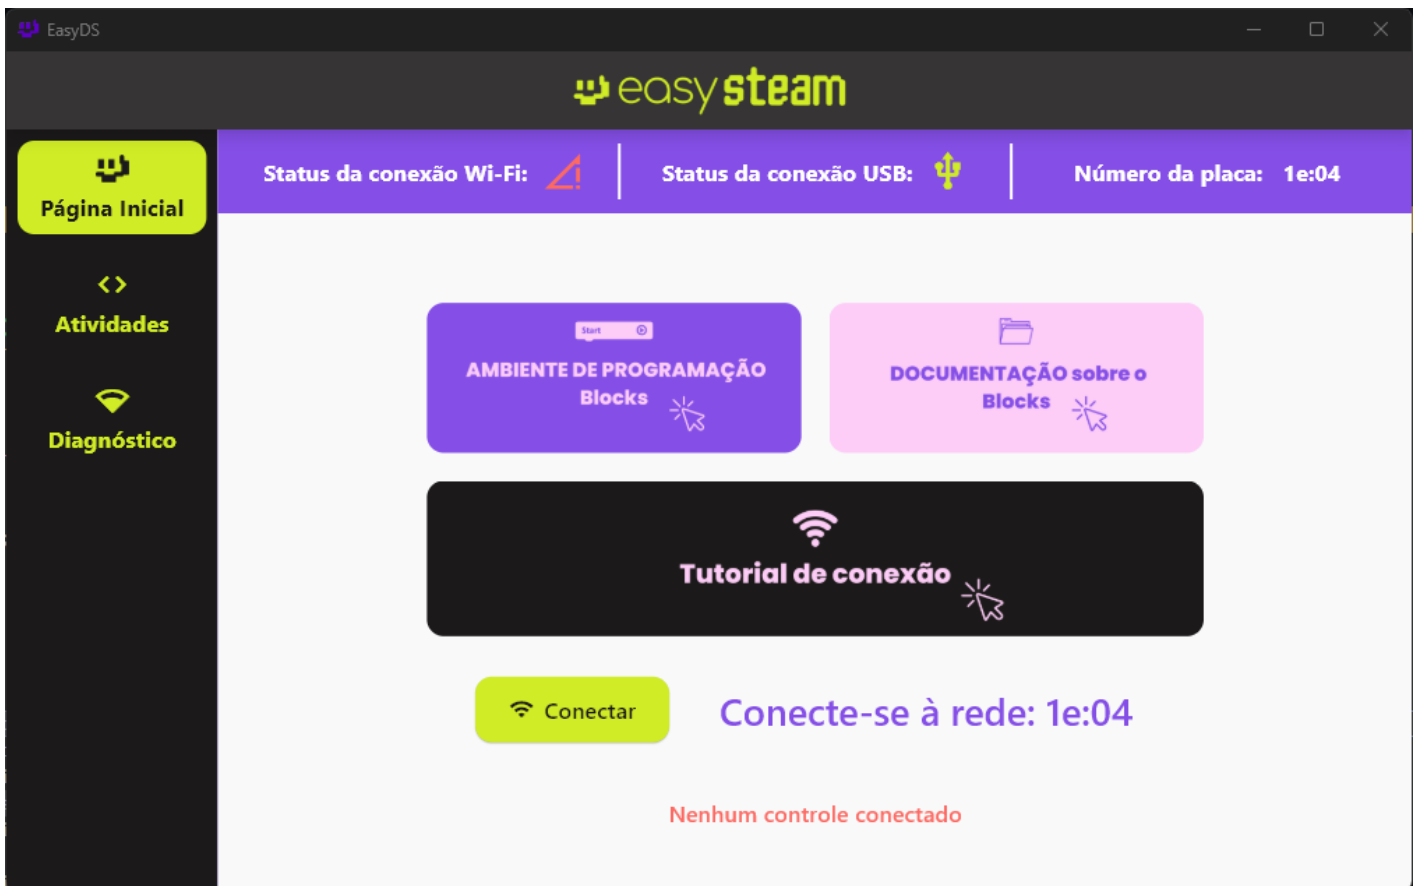 EasyDS
easy steam
Status da conexão Wi-Fi:
Status da conexão USB:
Número da placa: 1e:04
Página Inicial
Atividades
Diagnóstico
Start
AMBIENTE DE PROGRAMAÇÃO
Blocks
DOCUMENTAÇÃO sobre o
Blocks
Tutorial de conexão
Conectar
Conecte-se à rede: 1e:04
Nenhum controle conectado